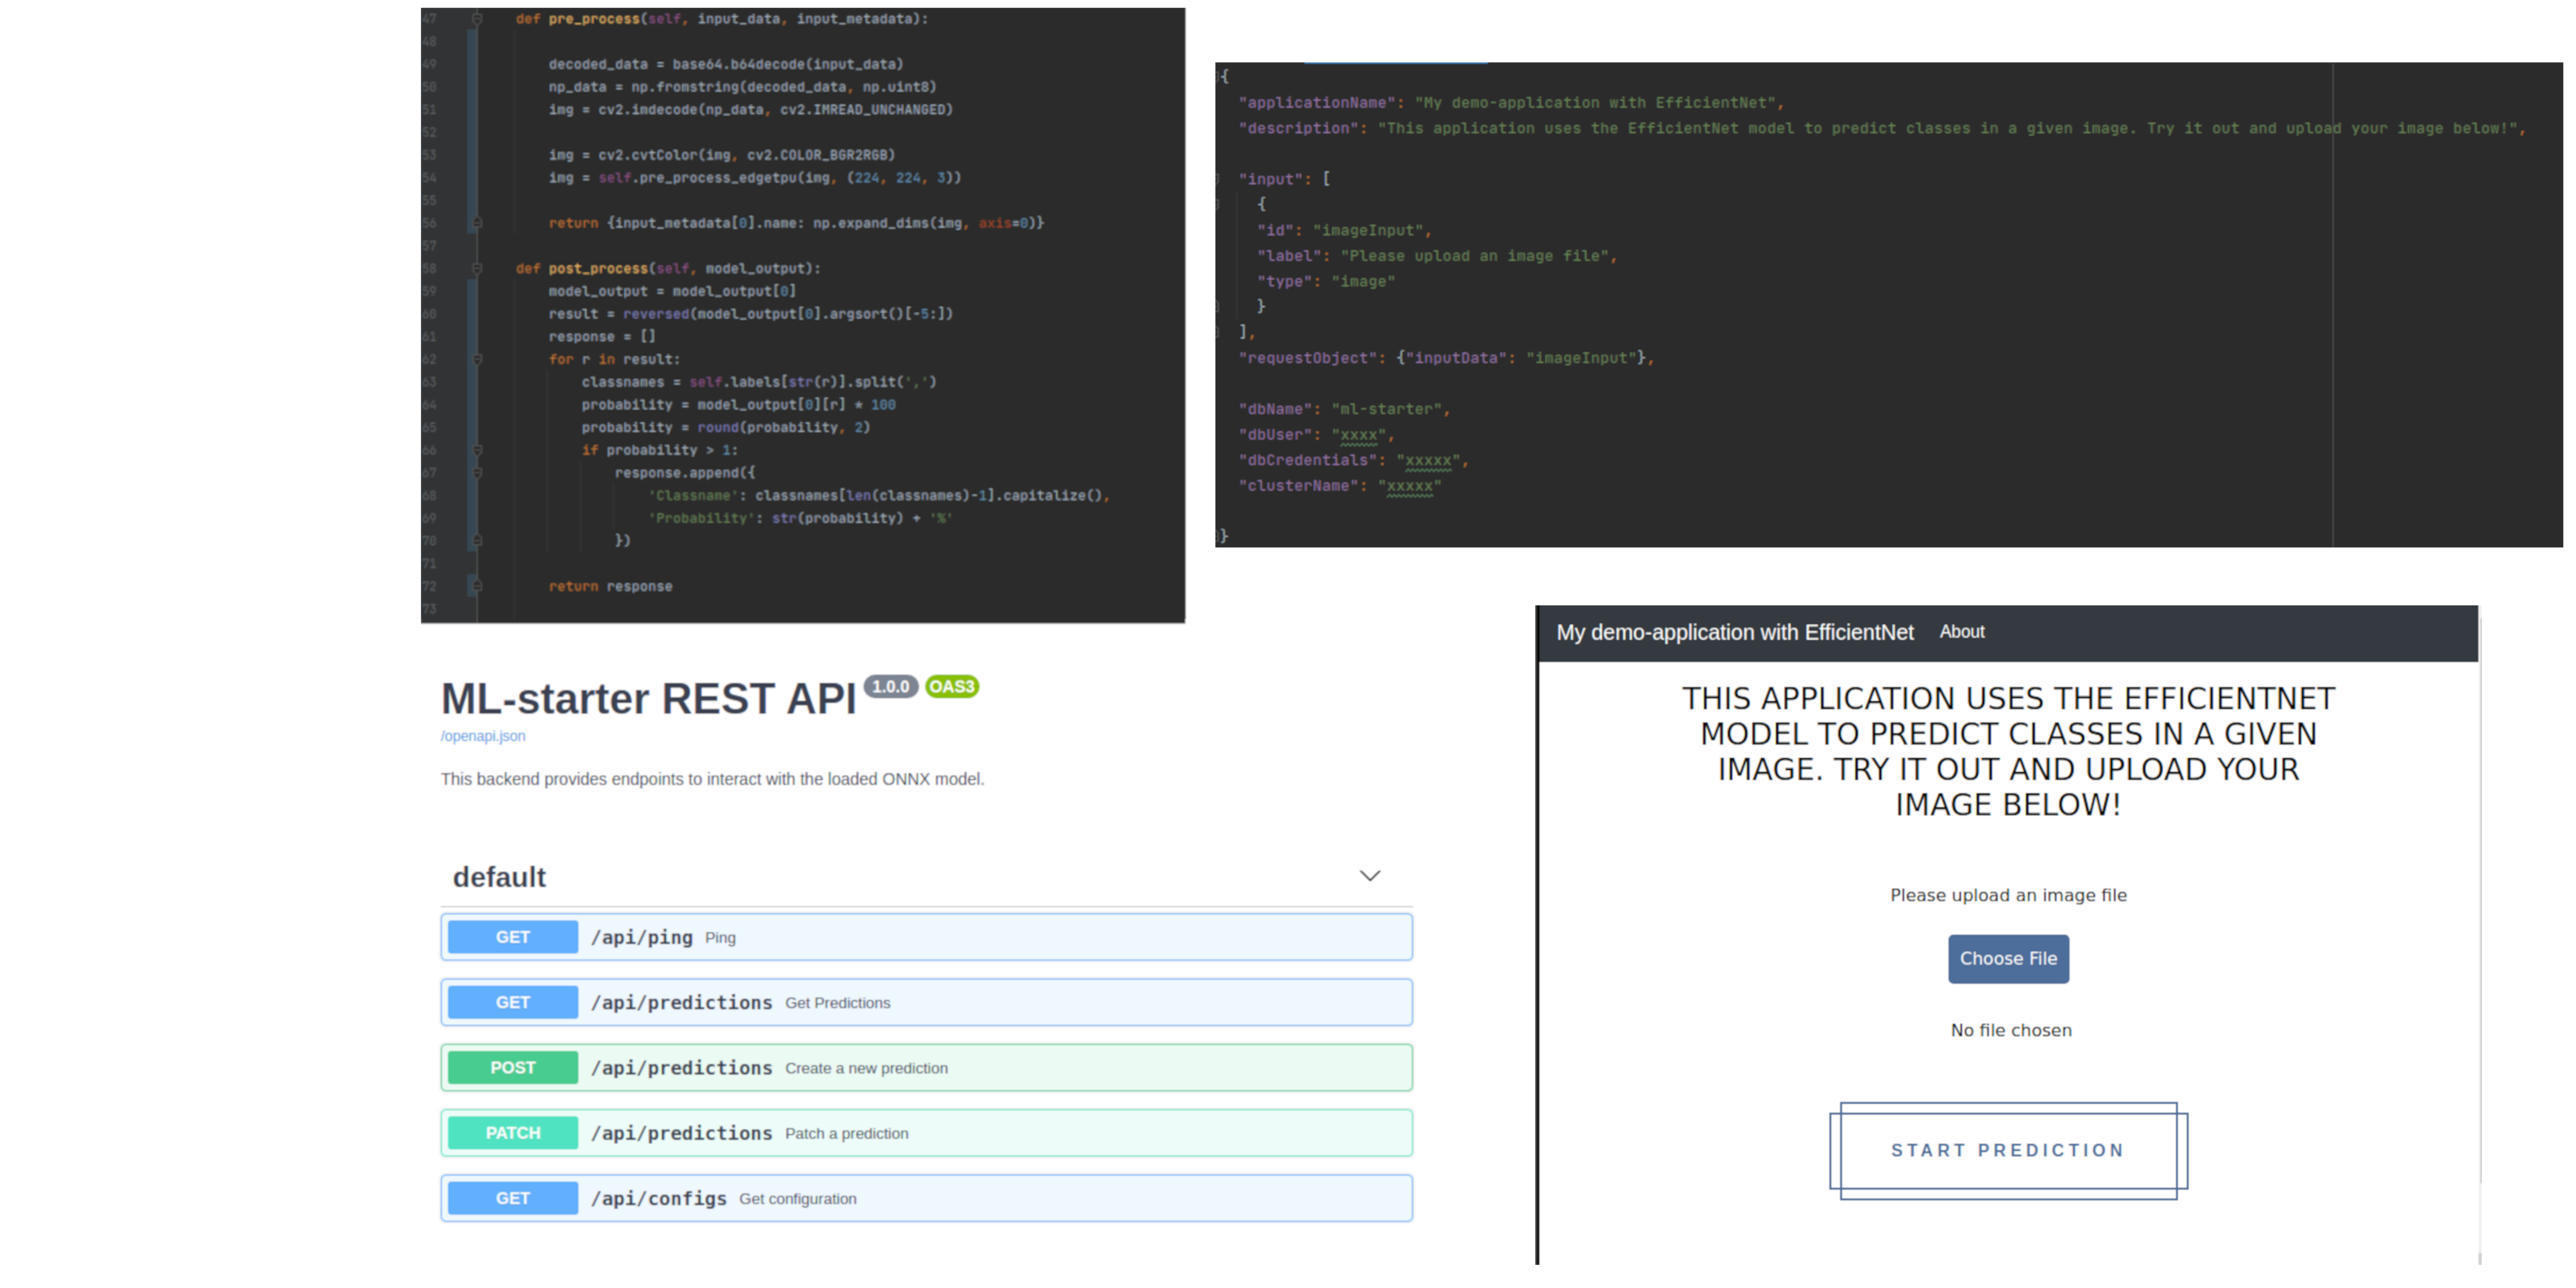 47 def pre_process(self, input_data, input_metadata):
48
49 decoded_data = base64.b64decode(input_data)
50 np_data = np.fromstring(decoded_data, np.uint8)
51 img = cv2.imdecode(np_data, cv2.IMREAD_UNCHANGED)
52
53 img = cv2.cvtColor(img, cv2.COLOR_BGR2RGB)
54 img = self.pre_process_edgetpu(img, (224, 224, 3))
55
56 return {input_metadata[0].name: np.expand_dims(img, axis=0)}
57
58 def post_process(self, model_output):
59 model_output = model_output[0]
60 result = reversed(model_output[0].argsort()[-5:])
61 response = []
62 for r in result:
63 classnames = self.labels[str(r)].split(',')
64 probability = model_output[0][r] * 100
65 probability = round(probability, 2)
66 if probability > 1:
67 response.append({
68 'Classname': classnames[len(classnames)-1].capitalize(),
69 'Probability': str(probability) + '%'
70 })
71
72 return response
73
{
"applicationName": "My demo-application with EfficientNet",
"description": "This application uses the EfficientNet model to predict classes in a given image. Try it out and upload your image below!",
"input": [
{
"id": "imageInput",
"label": "Please upload an image file",
"type": "image"
}
],
"requestObject": {"inputData": "imageInput"},
"dbName": "ml-starter",
"dbUser": "xxxx",
"dbCredentials": "xxxxx",
"clusterName": "xxxxx"
}
ML-starter REST API 1.0.0 OAS3
/openapi.json
This backend provides endpoints to interact with the loaded ONNX model.
default
GET /api/ping Ping
GET /api/predictions Get Predictions
POST /api/predictions Create a new prediction
PATCH /api/predictions Patch a prediction
GET /api/configs Get configuration
My demo-application with EfficientNet About
THIS APPLICATION USES THE EFFICIENTNET
MODEL TO PREDICT CLASSES IN A GIVEN
IMAGE. TRY IT OUT AND UPLOAD YOUR
IMAGE BELOW!
Please upload an image file
Choose File
No file chosen
START PREDICTION